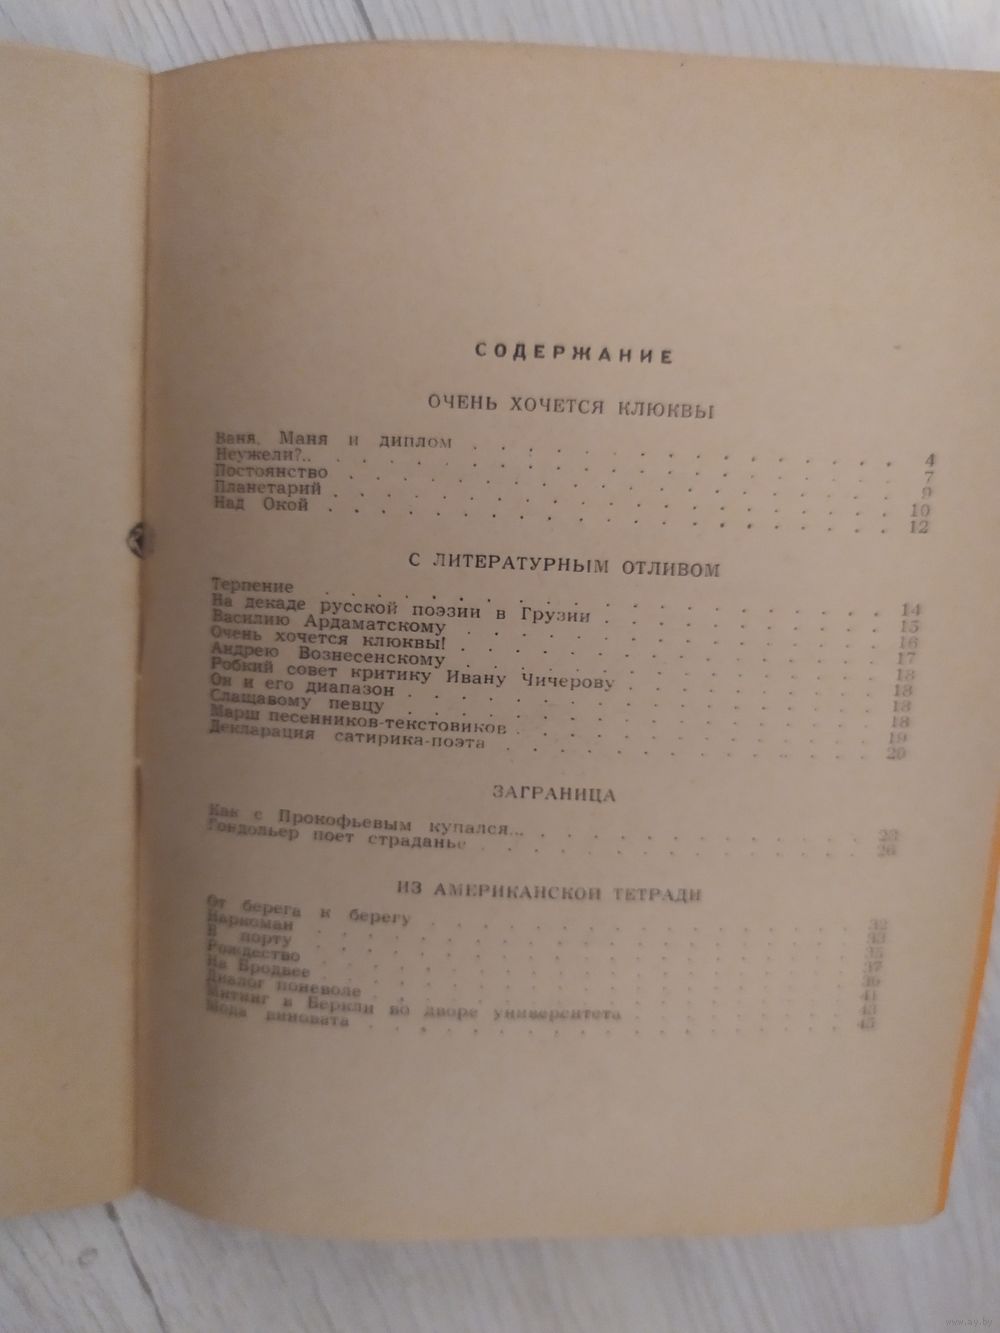 СОДЕРЖАНИЕ
ОЧЕНЬ ХОЧЕТСЯ КЛЮКВЫ
Ваня, Маня и диплом . . . . . . . . . . . . . . . 4
Неужели?.. . . . . . . . . . . . . . . . . . . . 7
Постоянство . . . . . . . . . . . . . . . . . . . 9
Планетарий . . . . . . . . . . . . . . . . . . . 10
Над Окой . . . . . . . . . . . . . . . . . . . . 12
С ЛИТЕРАТУРНЫМ ОТЛИВОМ
Терпение . . . . . . . . . . . . . . . . . . . . 14
На декаде русской поэзии в Грузии . . . . . . . . . . 15
Василию Ардаматскому . . . . . . . . . . . . . . . 16
Очень хочется клюквы! . . . . . . . . . . . . . . . 17
Андрею Вознесенскому . . . . . . . . . . . . . . . 18
Робкий совет критику Ивану Чичерову . . . . . . . . . 18
Он и его диапазон . . . . . . . . . . . . . . . . 18
Слащавому певцу . . . . . . . . . . . . . . . . . 18
Марш песенников-текстовиков . . . . . . . . . . . . 19
Декларация сатирика-поэта . . . . . . . . . . . . . 20
ЗАГРАНИЦА
Как с Прокофьевым купался... . . . . . . . . . . . .
Гондольер поет страданье . . . . . . . . . . . . . 26
ИЗ АМЕРИКАНСКОЙ ТЕТРАДИ
От берега к берегу . . . . . . . . . . . . . . . . 32
Наркоман . . . . . . . . . . . . . . . . . . . . 33
В порту . . . . . . . . . . . . . . . . . . . . 35
Рождество . . . . . . . . . . . . . . . . . . . 37
На Бродвее . . . . . . . . . . . . . . . . . . . 39
Диалог поневоле . . . . . . . . . . . . . . . . . 41
Митинг в Беркли во дворе университета . . . . . . . . 43
Мода виновата . . . . . . . . . . . . . . . . . . 45
www.ay.by